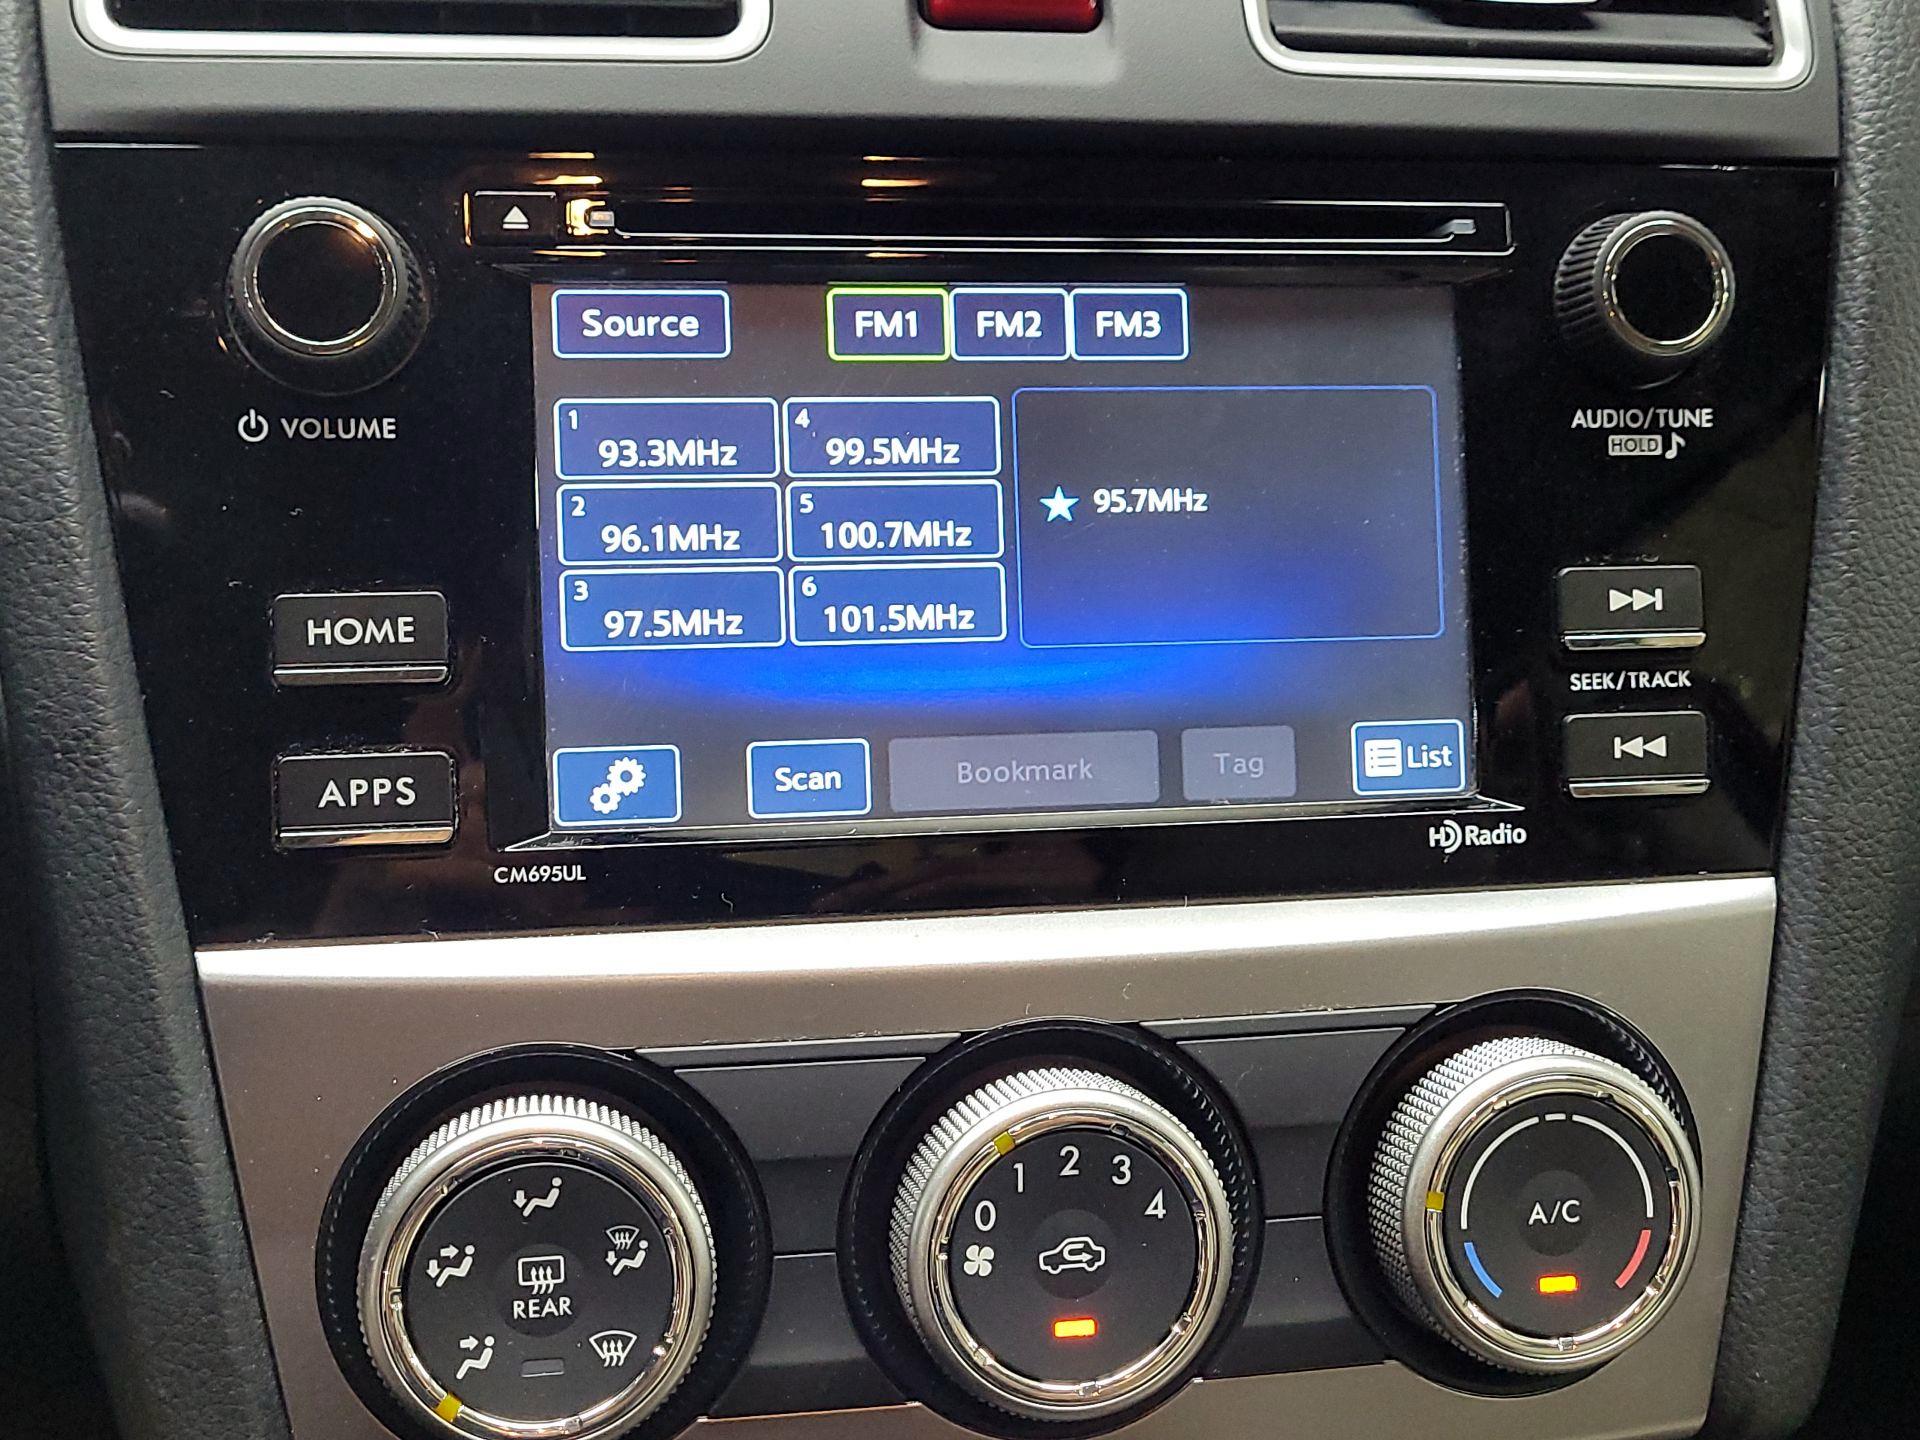 Source
FM1
FM2
FM3
VOLUME
AUDIO/TUNE
HOLD
1
93.3MHz
4
99.5MHz
2
96.1MHz
5
100.7MHz
3
97.5MHz
6
101.5MHz
95.7MHz
HOME
APPS
SEEK/TRACK
Scan
Bookmark
Tag
List
HD Radio
CM695UL
REAR
0
1
2
3
4
A/C